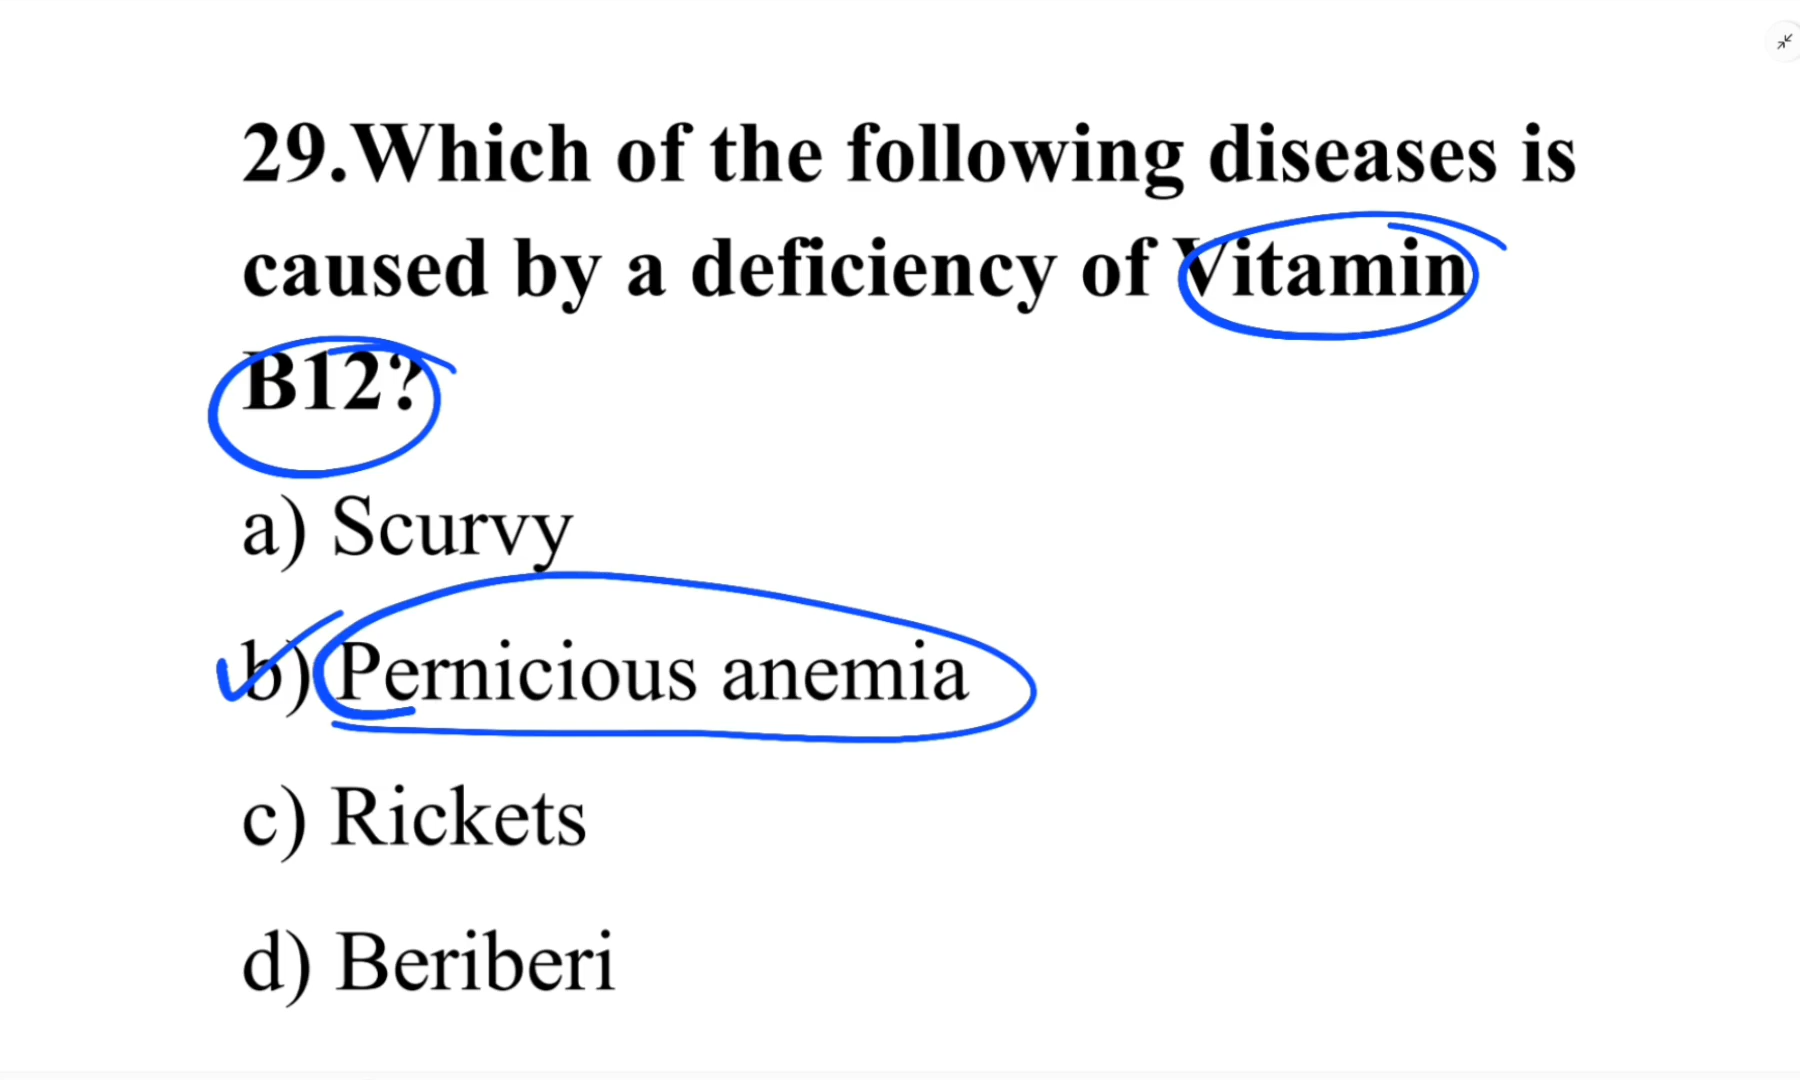 29.Which of the following diseases is
caused by a deficiency of Vitamin
B12?
a) Scurvy
b) Pernicious anemia
c) Rickets
d) Beriberi